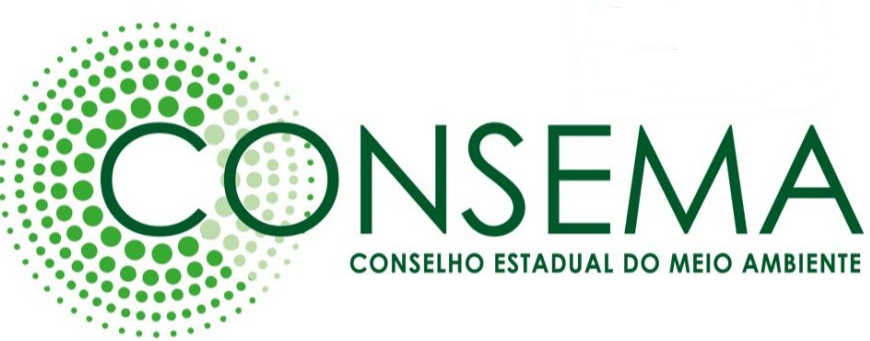 CONSEMA
CONSELHO ESTADUAL DO MEIO AMBIENTE